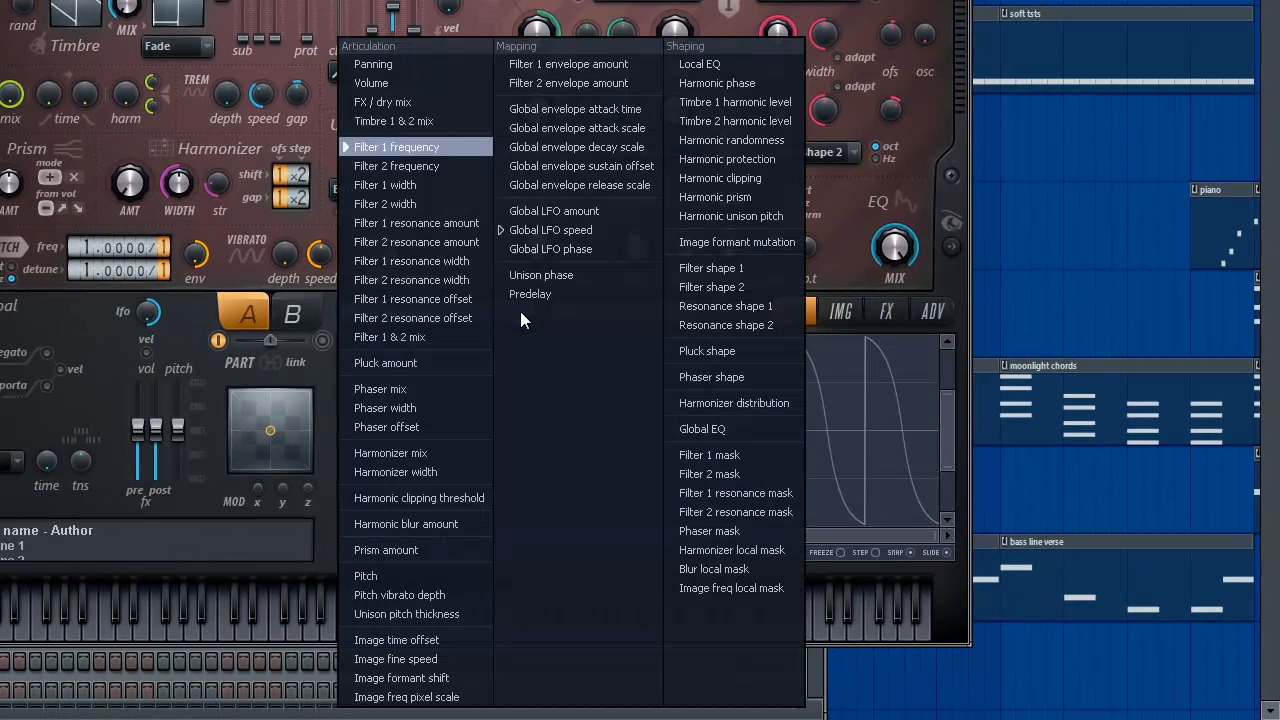 rand
MIX
Timbre
Fade
sub
prot
vel
TREM
mix
time
harm
depth
speed
gap
Prism
Harmonizer
ofs step
mode
from vol
shift
gap
x2
x2
AMT
AMT
WIDTH
str
freq
1.0000/1
detune
1.0000/1
env
VIBRATO
depth
speed
lfo
A
B
vel
vol
pitch
PART
link
vel
porta
time
tns
pre post
fx
MOD
x
y
z
name - Author
Articulation
Panning
Volume
FX / dry mix
Timbre 1 & 2 mix
Filter 1 frequency
Filter 2 frequency
Filter 1 width
Filter 2 width
Filter 1 resonance amount
Filter 2 resonance amount
Filter 1 resonance width
Filter 2 resonance width
Filter 1 resonance offset
Filter 2 resonance offset
Filter 1 & 2 mix
Pluck amount
Phaser mix
Phaser width
Phaser offset
Harmonizer mix
Harmonizer width
Harmonic clipping threshold
Harmonic blur amount
Prism amount
Pitch
Pitch vibrato depth
Unison pitch thickness
Image time offset
Image fine speed
Image formant shift
Image freq pixel scale
Mapping
Filter 1 envelope amount
Filter 2 envelope amount
Global envelope attack time
Global envelope attack scale
Global envelope decay scale
Global envelope sustain offset
Global envelope release scale
Global LFO amount
Global LFO speed
Global LFO phase
Unison phase
Predelay
Shaping
Local EQ
Harmonic phase
Timbre 1 harmonic level
Timbre 2 harmonic level
Harmonic randomness
Harmonic protection
Harmonic clipping
Harmonic prism
Harmonic unison pitch
Image formant mutation
Filter shape 1
Filter shape 2
Resonance shape 1
Resonance shape 2
Pluck shape
Phaser shape
Harmonizer distribution
Global EQ
Filter 1 mask
Filter 2 mask
Filter 1 resonance mask
Filter 2 resonance mask
Phaser mask
Harmonizer local mask
Blur local mask
Image freq local mask
width
adapt
ofs
osc
adapt
shape 2
oct
Hz
EQ
MIX
IMG
FX
ADV
FREEZE
STEP
SNAP
SLIDE
soft tsts
piano
moonlight chords
bass line verse